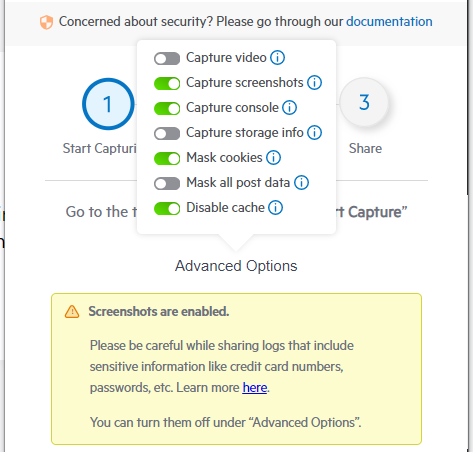 Concerned about security? Please go through our documentation
Capture video
Capture screenshots
Capture console
Capture storage info
Mask cookies
Mask all post data
Disable cache
1
3
Start Capturi
Share
Go to the t
rt Capture”
Advanced Options
Screenshots are enabled.
Please be careful while sharing logs that include
sensitive information like credit card numbers,
passwords, etc. Learn more here.
You can turn them off under “Advanced Options”.